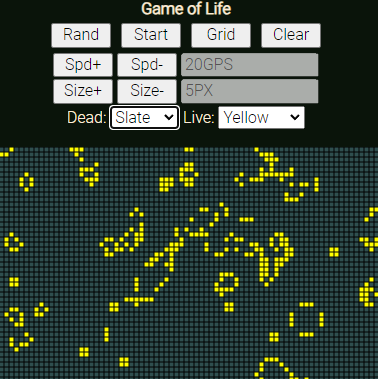 Game of Life
Rand Start Grid Clear
Spd+ Spd- 20GPS
Size+ Size- 5PX
Dead: Slate Live: Yellow